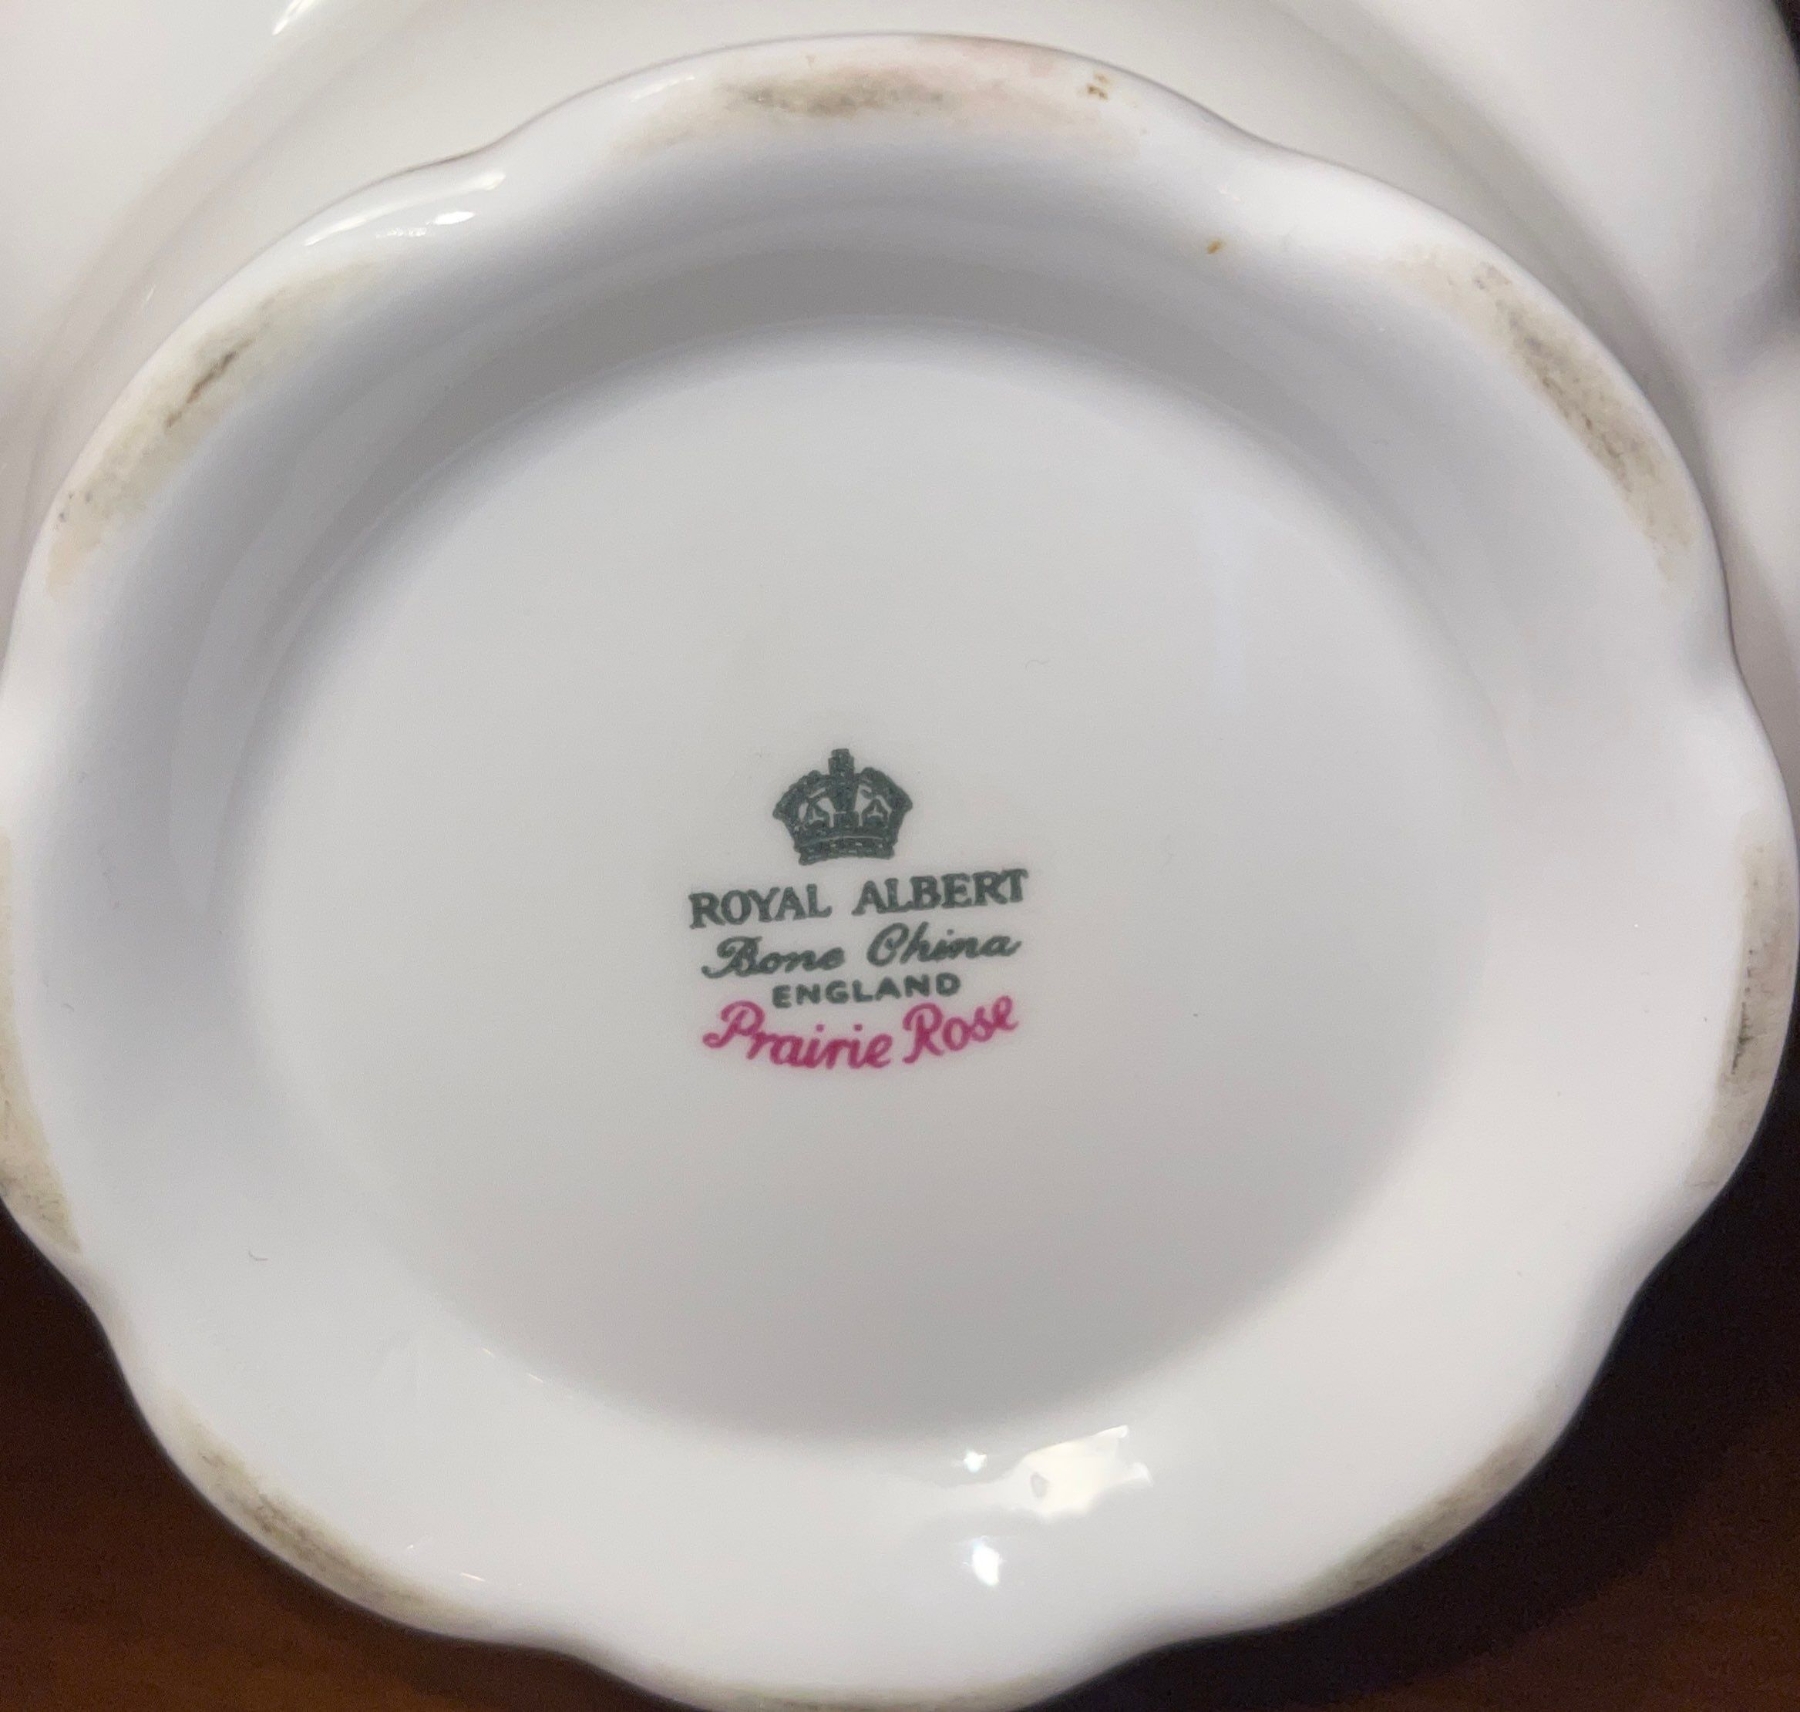 ROYAL ALBERT
Bone China
ENGLAND
Prairie Rose